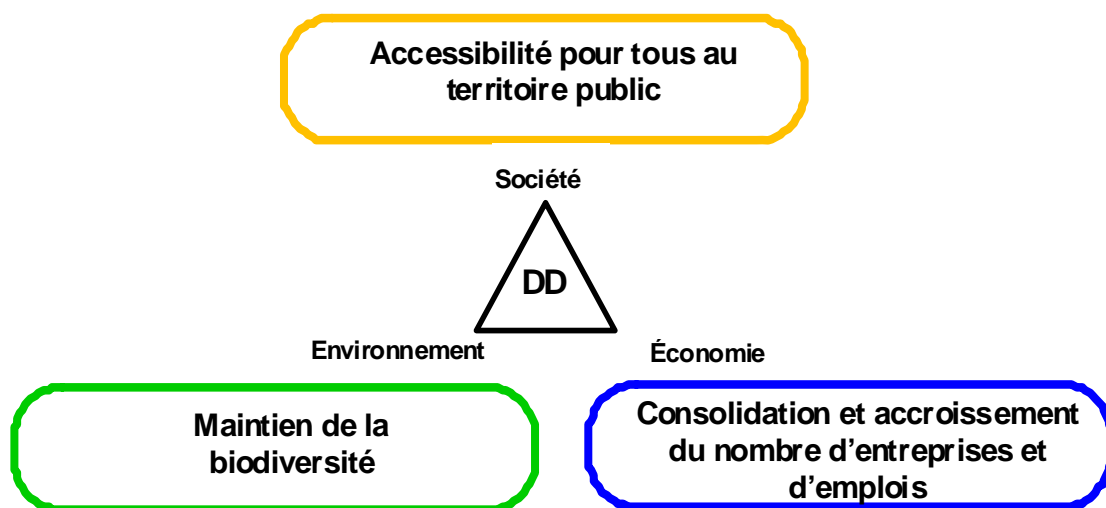 Accessibilité pour tous au
territoire public
Société
DD
Environnement
Économie
Maintien de la
biodiversité
Consolidation et accroissement
du nombre d’entreprises et
d’emplois